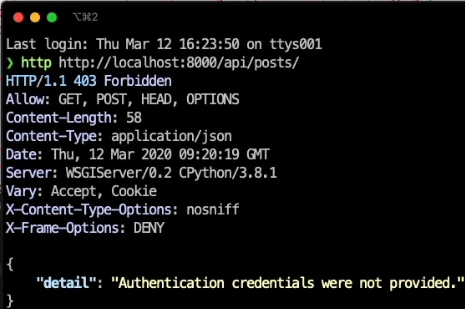 ⌥⌘2
Last login: Thu Mar 12 16:23:50 on ttys001
❯ http http://localhost:8000/api/posts/
HTTP/1.1 403 Forbidden
Allow: GET, POST, HEAD, OPTIONS
Content-Length: 58
Content-Type: application/json
Date: Thu, 12 Mar 2020 09:20:19 GMT
Server: WSGIServer/0.2 CPython/3.8.1
Vary: Accept, Cookie
X-Content-Type-Options: nosniff
X-Frame-Options: DENY
{
    "detail": "Authentication credentials were not provided."
}